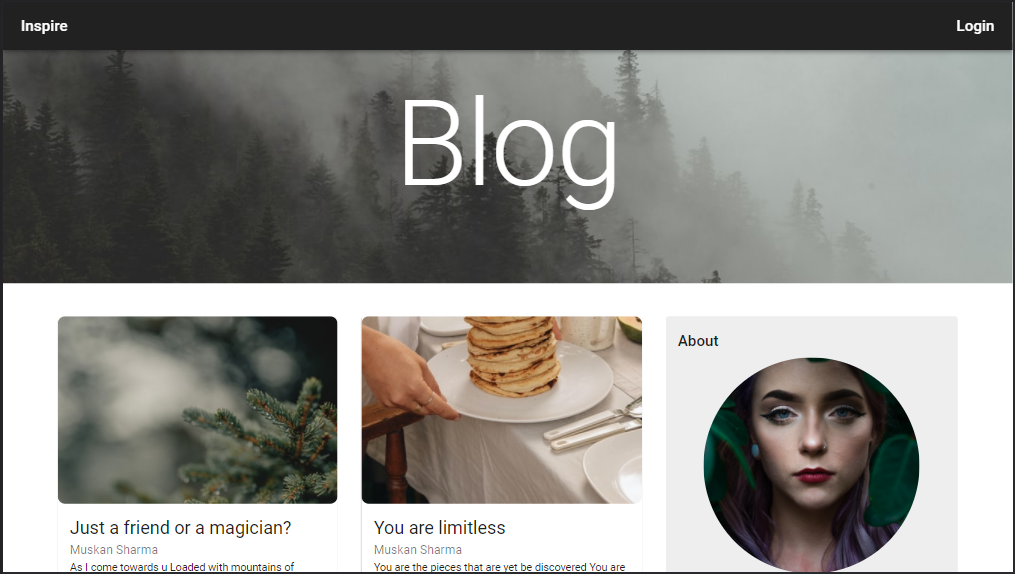 Inspire
Login
Blog
Just a friend or a magician?
Muskan Sharma
As I come towards u Loaded with mountains of
You are limitless
Muskan Sharma
You are the pieces that are yet be discovered You are
About